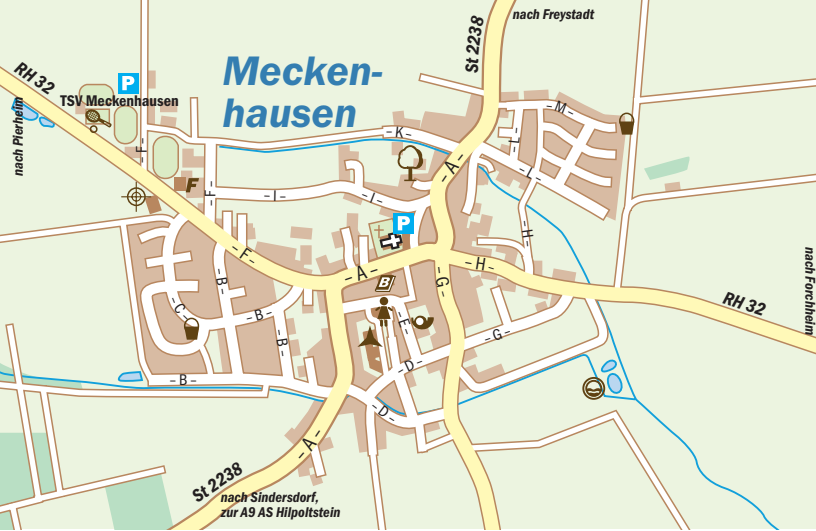 nach Freystadt
St 2238
Mecken-
hausen
RH 32
P
TSV Meckenhausen
nach Pierheim
-M-
-K-
-L-
-L-
-A-
F
-F-
F
-I-
-I-
P
-H-
-F-
-A-
-H-
-G-
-B-
B
nach Forchheim
RH 32
-C-
-B-
-E-
-G-
-B-
-D-
-B-
-D-
-A-
St 2238
nach Sindersdorf,
zur A9 AS Hilpoltstein